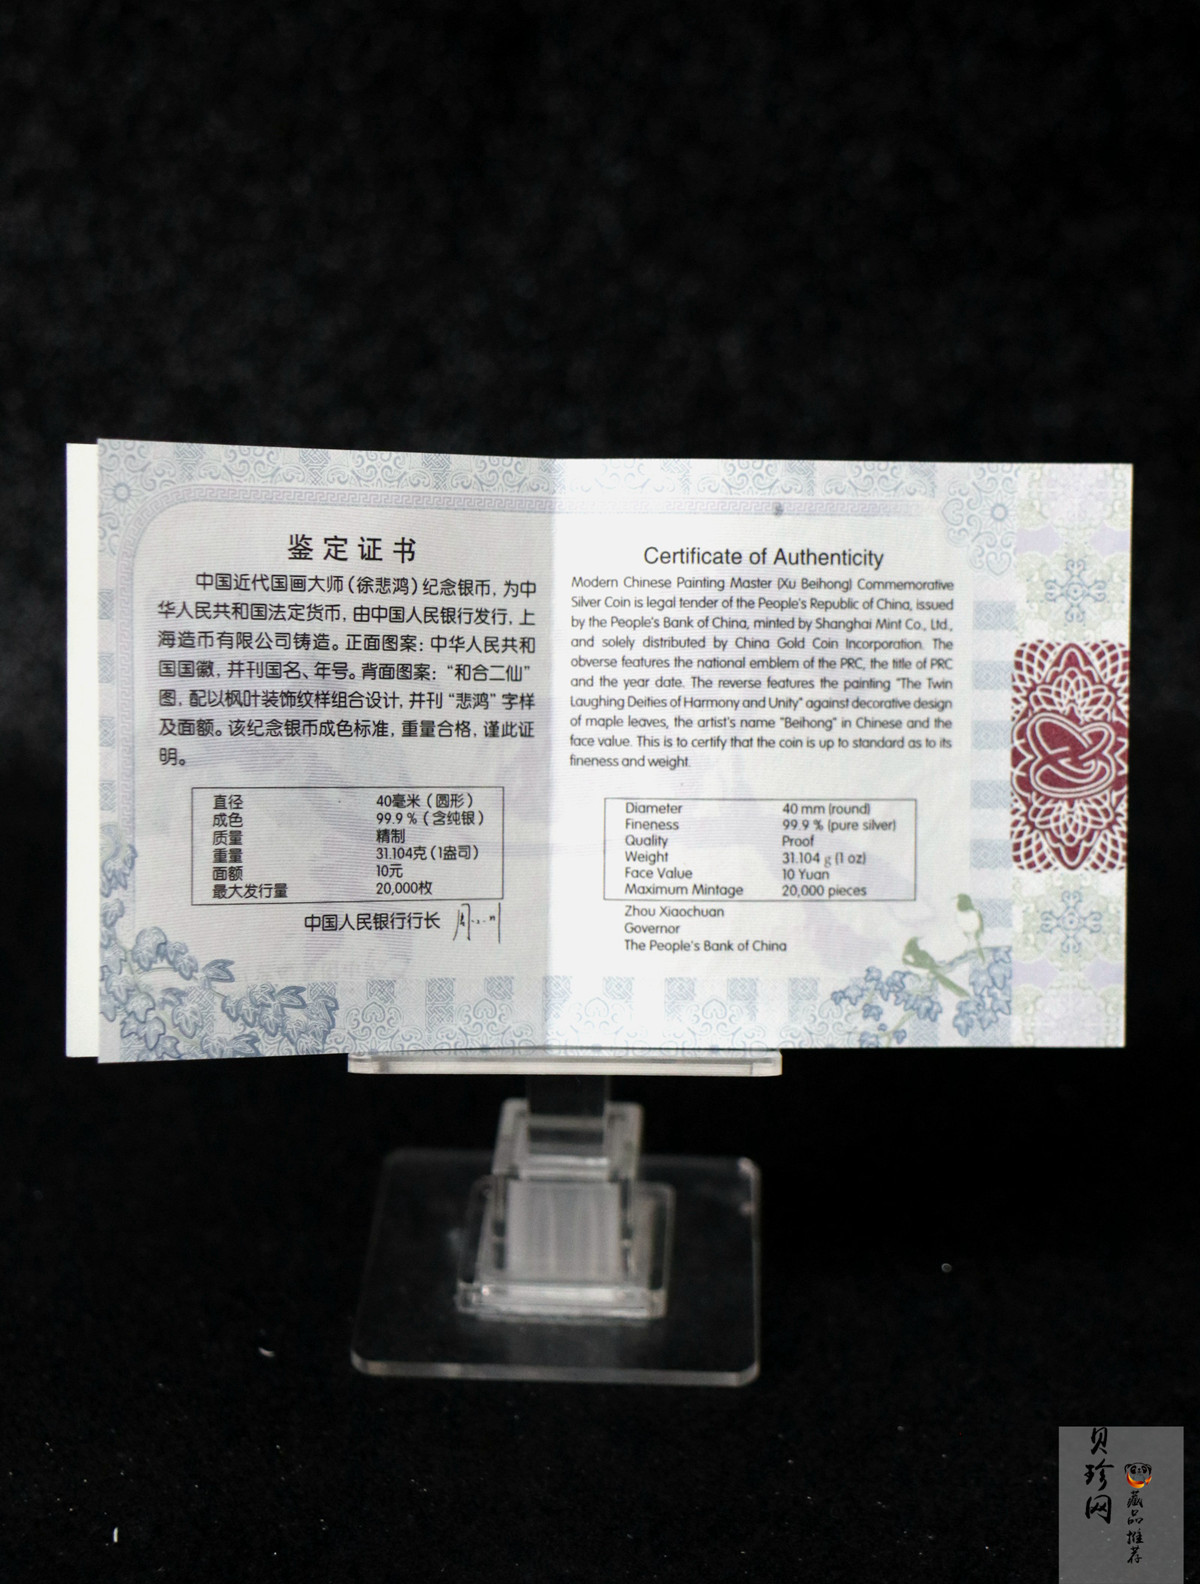 鉴定证书
中国近代国画大师(徐悲鸿)纪念银币,为中
华人民共和国法定货币,由中国人民银行发行,上
海造币有限公司铸造。正面图案:中华人民共和
国国徽,并刊国名、年号。背面图案:“和合二仙”
图,配以枫叶装饰纹样组合设计,并刊“悲鸿”字样
及面额。该纪念银币成色标准,重量合格,谨此证
明。
直径 40毫米(圆形)
成色 99.9%(含纯银)
质量 精制
重量 31.104克(1盎司)
面额 10元
最大发行量 20,000枚
中国人民银行行长
Certificate of Authenticity
Modern Chinese Painting Master (Xu Beihong) Commemorative
Silver Coin is legal tender of the People's Republic of China, issued
by the People's Bank of China, minted by Shanghai Mint Co., Ltd.,
and solely distributed by China Gold Coin Incorporation. The
obverse features the national emblem of the PRC, the title of PRC
and the year date. The reverse features the painting "The Twin
Laughing Deities of Harmony and Unity" against decorative design
of maple leaves, the artist's name "Beihong" in Chinese and the
face value. This is to certify that the coin is up to standard as to its
fineness and weight.
Diameter 40 mm (round)
Fineness 99.9 % (pure silver)
Quality Proof
Weight 31.104 g (1 oz)
Face Value 10 Yuan
Maximum Mintage 20,000 pieces
Zhou Xiaochuan
Governor
The People's Bank of China
贝珍网
藏品推荐